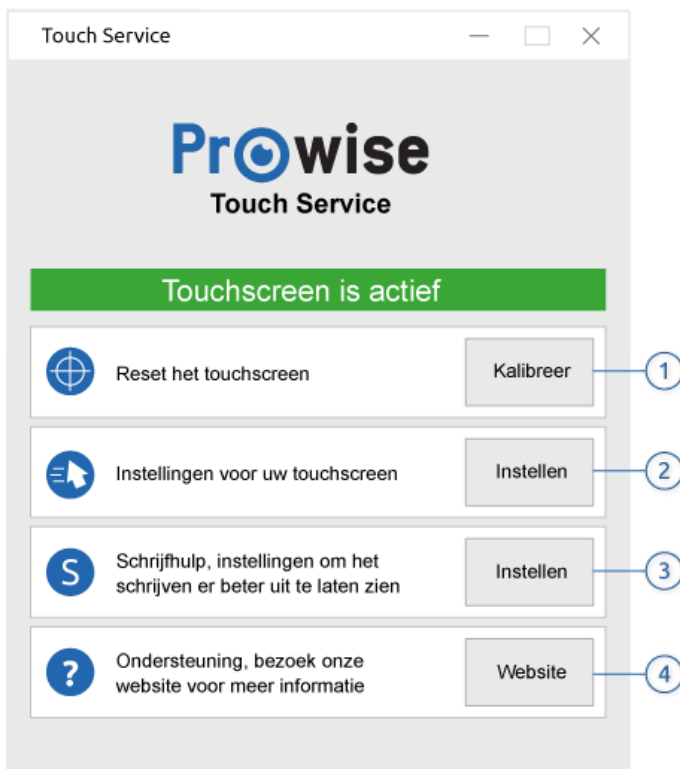 Touch Service
Prowise
Touch Service
Touchscreen is actief
Reset het touchscreen
Kalibreer
1
Instellingen voor uw touchscreen
Instellen
2
Schrijfhulp, instellingen om het
schrijven er beter uit te laten zien
Instellen
3
Ondersteuning, bezoek onze
website voor meer informatie
Website
4
S
?